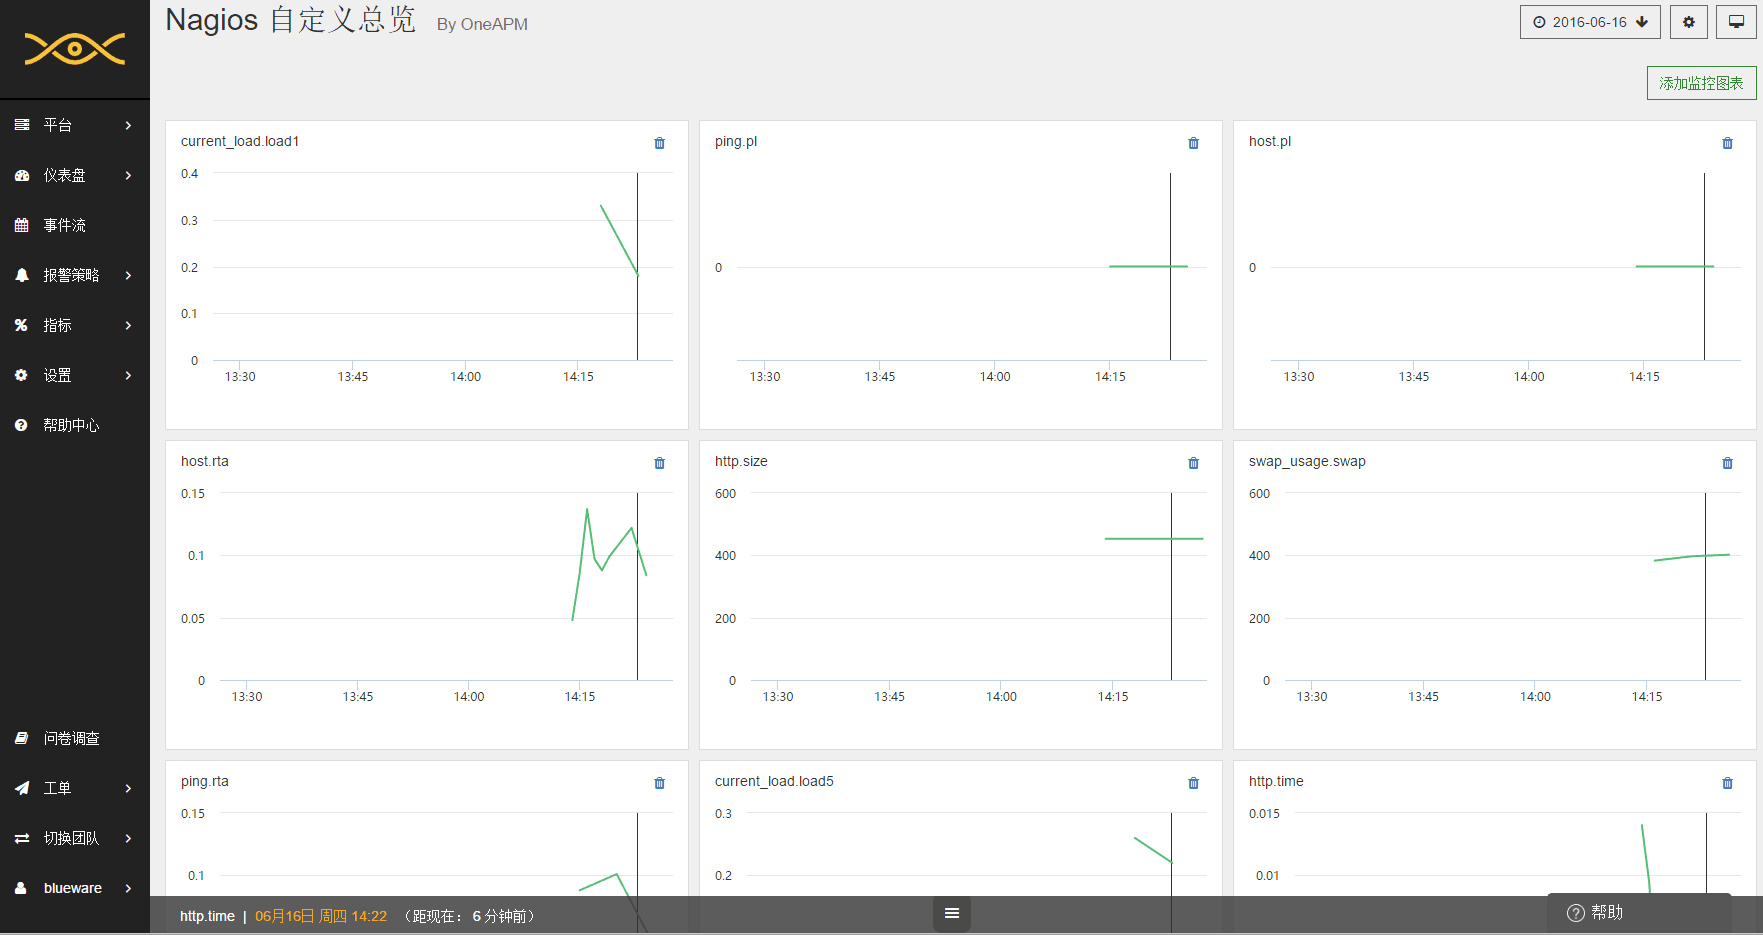 Nagios 自定义总览 By OneAPM
2016-06-16
添加监控图表
平台
仪表盘
事件流
报警策略
指标
设置
帮助中心
问卷调查
工单
切换团队
blueware
current_load.load1
0.4
0.3
0.2
0.1
0
13:30 13:45 14:00 14:15
ping.pl
0
13:30 13:45 14:00 14:15
host.pl
0
13:30 13:45 14:00 14:15
host.rta
0.15
0.1
0.05
0
13:30 13:45 14:00 14:15
http.size
600
400
200
0
13:30 13:45 14:00 14:15
swap_usage.swap
600
400
200
0
13:30 13:45 14:00 14:15
ping.rta
0.15
0.1
current_load.load5
0.3
0.2
http.time
0.015
0.01
http.time | 06月16日 周四 14:22 （距现在： 6 分钟前）
帮助